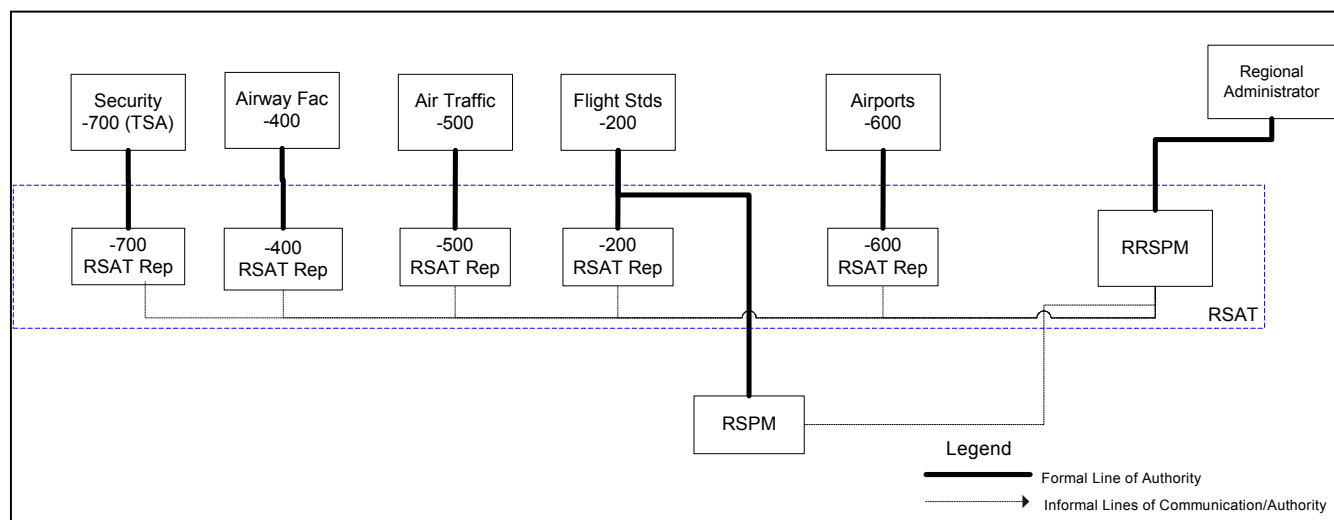 Security
-700 (TSA)
Airway Fac
-400
Air Traffic
-500
Flight Stds
-200
Airports
-600
Regional
Administrator
-700
RSAT Rep
-400
RSAT Rep
-500
RSAT Rep
-200
RSAT Rep
-600
RSAT Rep
RRSPM
RSAT
RSPM
Legend
Formal Line of Authority
Informal Lines of Communication/Authority